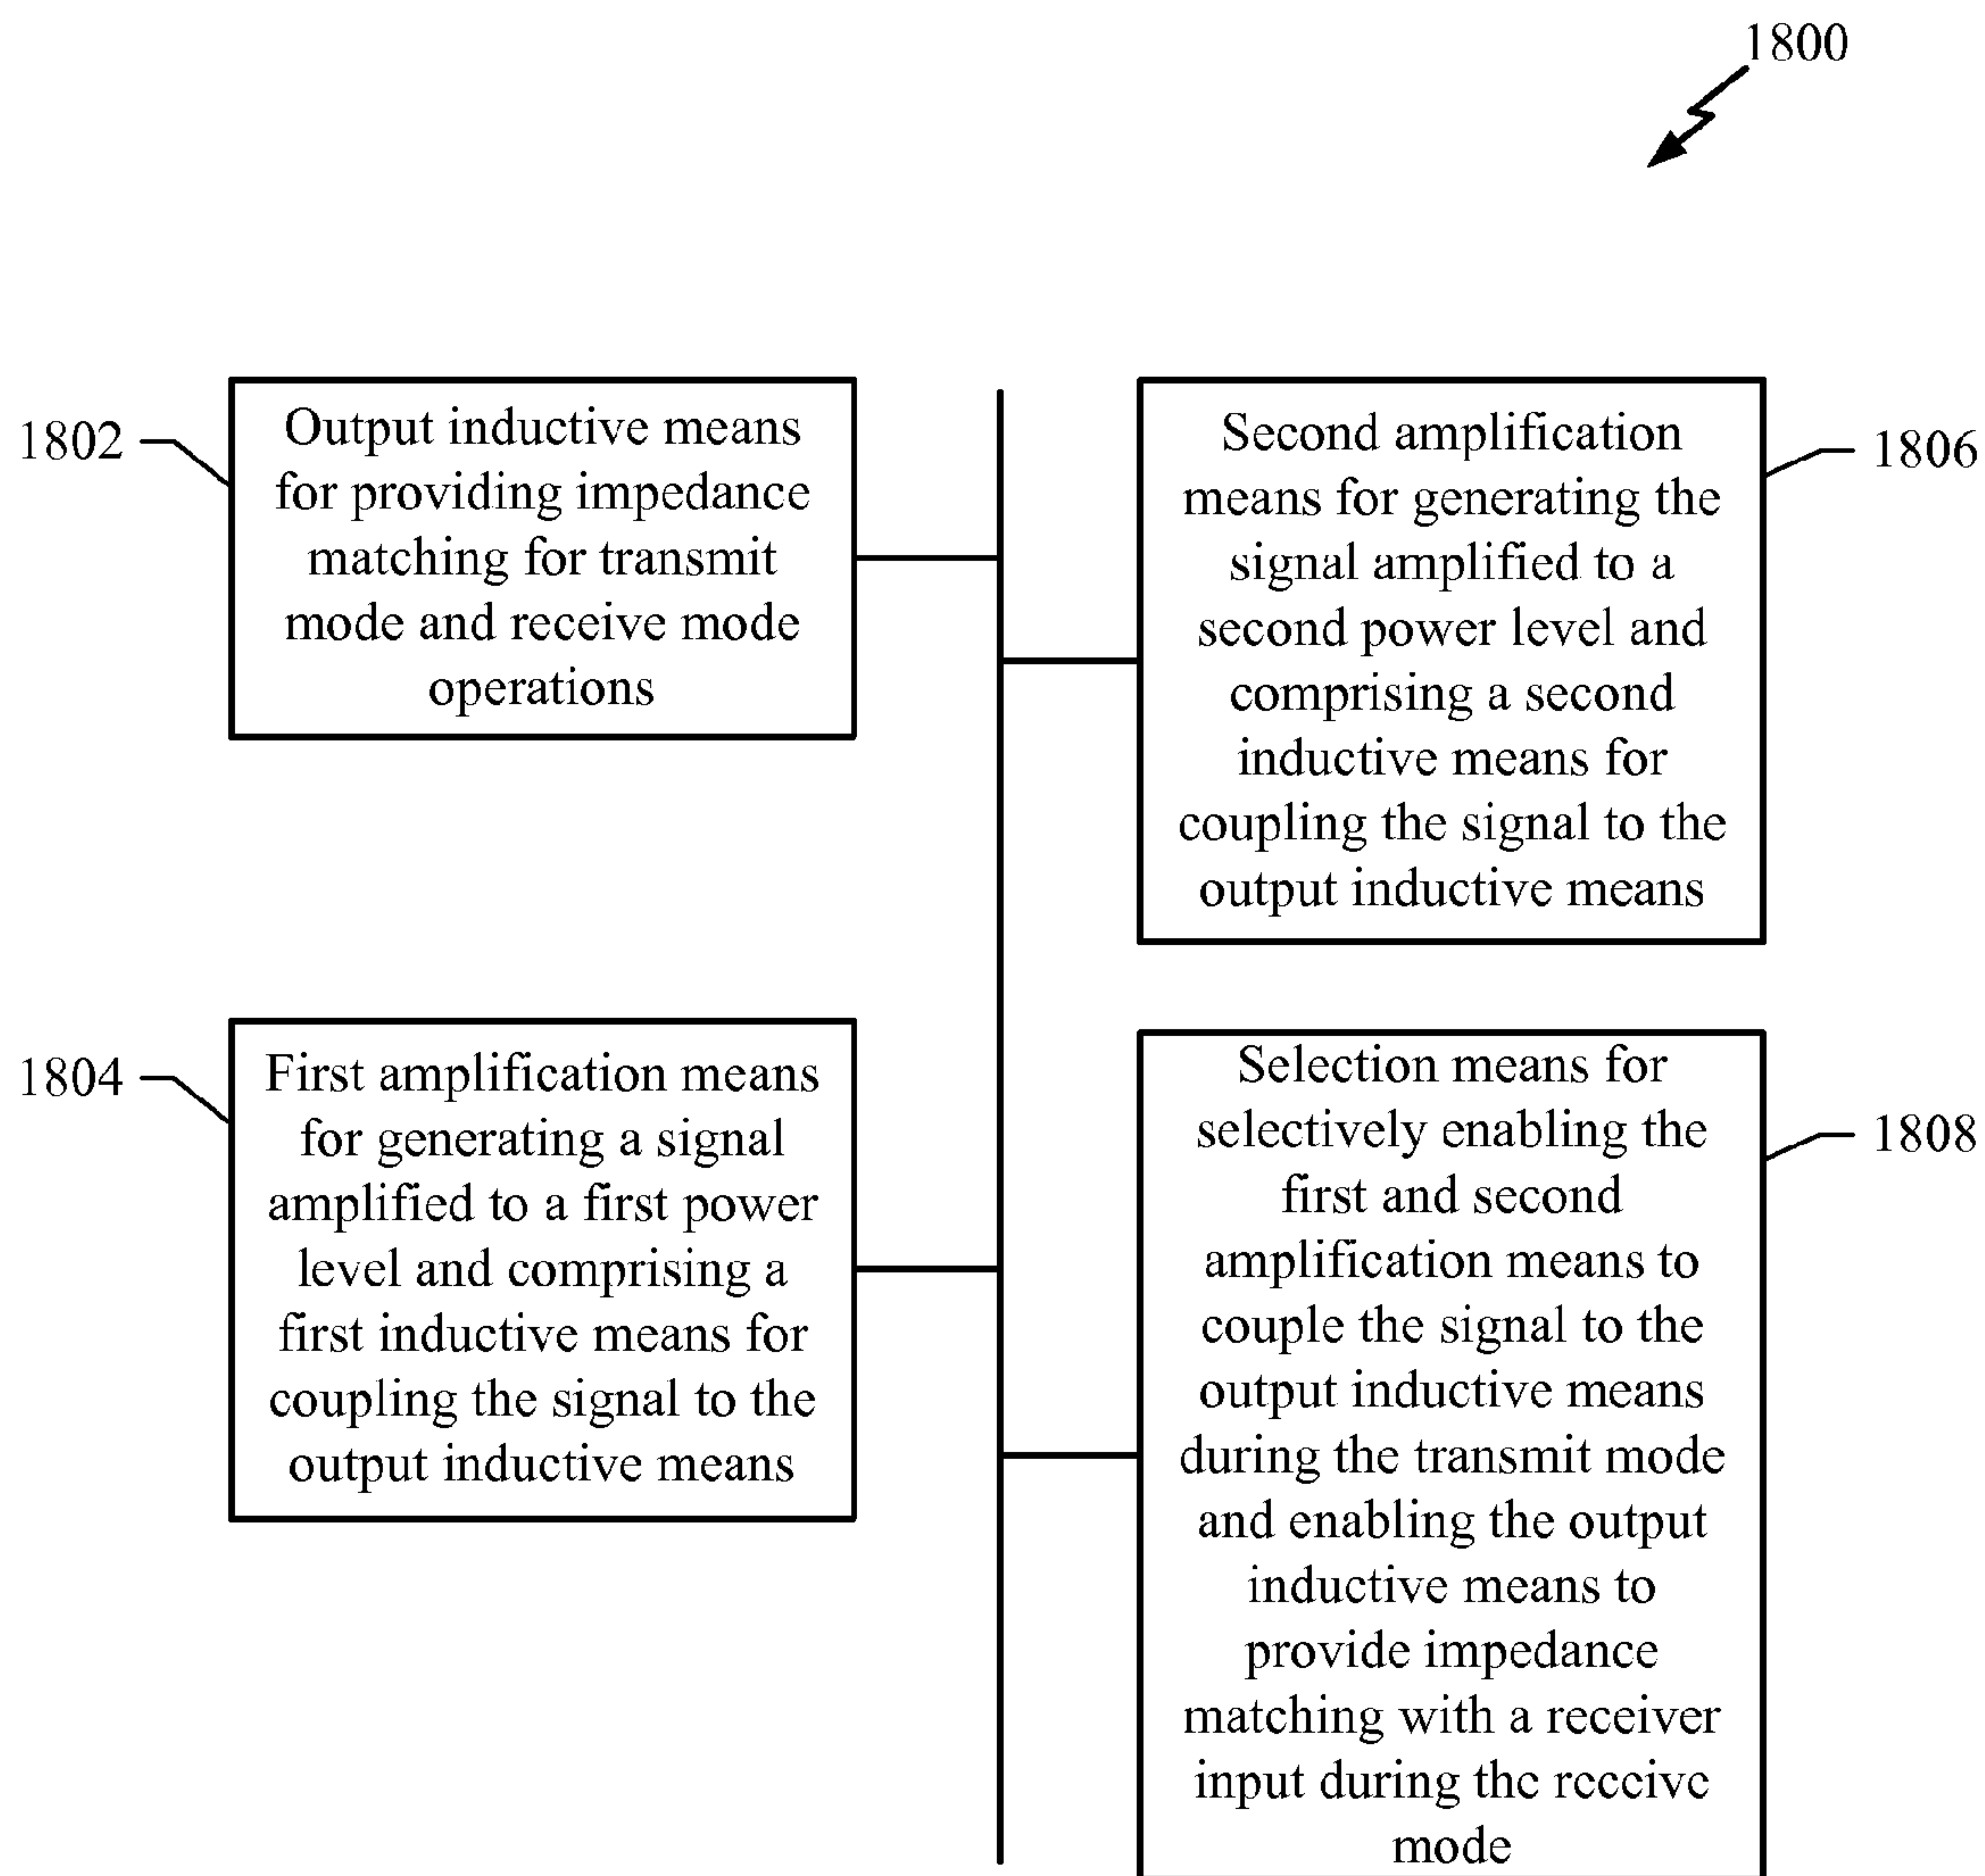 1800
1802
Output inductive means
for providing impedance
matching for transmit
mode and receive mode
operations
1806
Second amplification
means for generating the
signal amplified to a
second power level and
comprising a second
inductive means for
coupling the signal to the
output inductive means
1804
First amplification means
for generating a signal
amplified to a first power
level and comprising a
first inductive means for
coupling the signal to the
output inductive means
1808
Selection means for
selectively enabling the
first and second
amplification means to
couple the signal to the
output inductive means
during the transmit mode
and enabling the output
inductive means to
provide impedance
matching with a receiver
input during the receive
mode